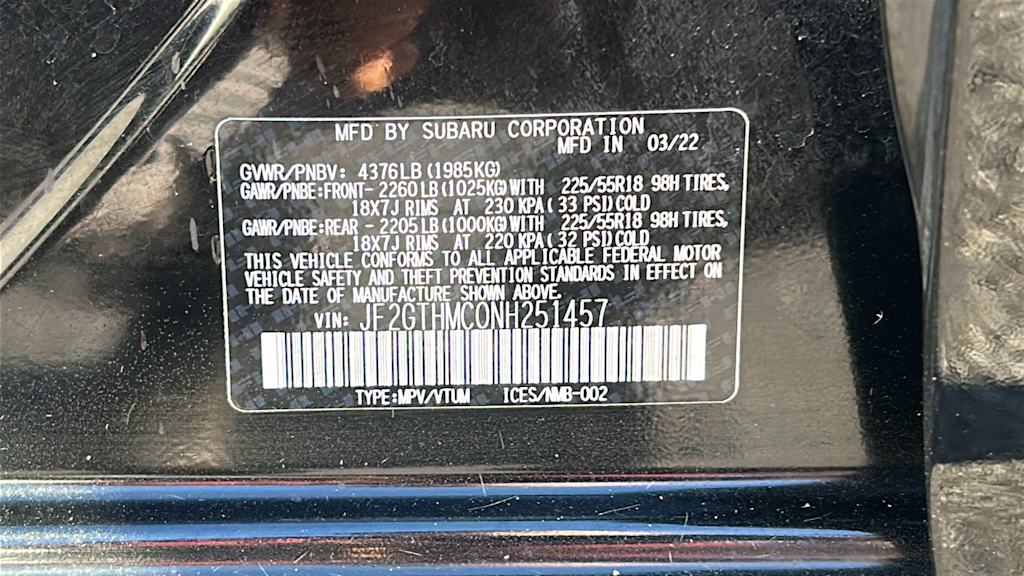 MFD BY SUBARU CORPORATION
MFD IN 03/22
GVWR/PNBV: 4376LB (1985KG)
GAWR/PNBE:FRONT- 2260LB (1025KG) WITH 225/55R18 98H TIRES,
18X7J RIMS AT 230 KPA( 33 PSI) COLD
GAWR/PNBE:REAR - 2205LB (1000KG) WITH 225/55R18 98H TIRES,
18X7J RIMS AT 220 KPA( 32 PSI) COLD
THIS VEHICLE CONFORMS TO ALL APPLICABLE FEDERAL MOTOR
VEHICLE SAFETY AND THEFT PREVENTION STANDARDS IN EFFECT ON
THE DATE OF MANUFACTURE SHOWN ABOVE.
VIN: JF2GTHMC0NH251457
TYPE:MPV/VTUM ICES/NMB-002